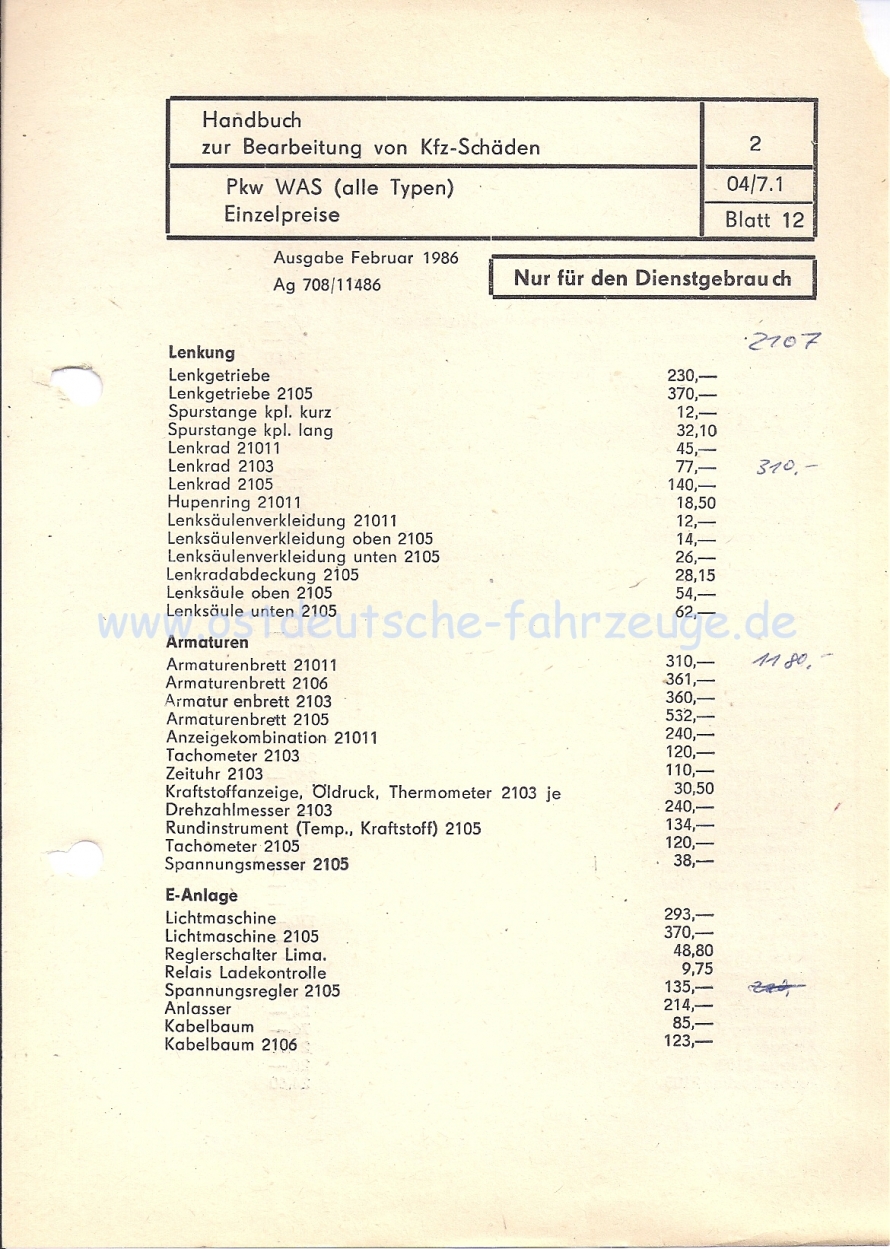 Handbuch
zur Bearbeitung von Kfz-Schäden
2
Pkw WAS (alle Typen)
Einzelpreise
04/7.1
Blatt 12
Ausgabe Februar 1986
Ag 708/11486
Nur für den Dienstgebrauch
2107
Lenkung
Lenkgetriebe 230,—
Lenkgetriebe 2105 370,—
Spurstange kpl. kurz 12,—
Spurstange kpl. lang 32,10
Lenkrad 21011 45,—
Lenkrad 2103 77,— 310,-
Lenkrad 2105 140,—
Hupenring 21011 18,50
Lenksäulenverkleidung 21011 12,—
Lenksäulenverkleidung oben 2105 14,—
Lenksäulenverkleidung unten 2105 26,—
Lenkradabdeckung 2105 28,15
Lenksäule oben 2105 54,—
Lenksäule unten 2105 62,—
www.ostdeutsche-fahrzeuge.de
Armaturen
Armaturenbrett 21011 310,— 1180,-
Armaturenbrett 2106 361,—
Armatur enbrett 2103 360,—
Armaturenbrett 2105 532,—
Anzeigekombination 21011 240,—
Tachometer 2103 120,—
Zeituhr 2103 110,—
Kraftstoffanzeige, Öldruck, Thermometer 2103 je 30,50
Drehzahlmesser 2103 240,—
Rundinstrument (Temp., Kraftstoff) 2105 134,—
Tachometer 2105 120,—
Spannungsmesser 2105 38,—
E-Anlage
Lichtmaschine 293,—
Lichtmaschine 2105 370,—
Reglerschalter Lima. 48,80
Relais Ladekontrolle 9,75
Spannungsregler 2105 135,—
Anlasser 214,—
Kabelbaum 85,—
Kabelbaum 2106 123,—